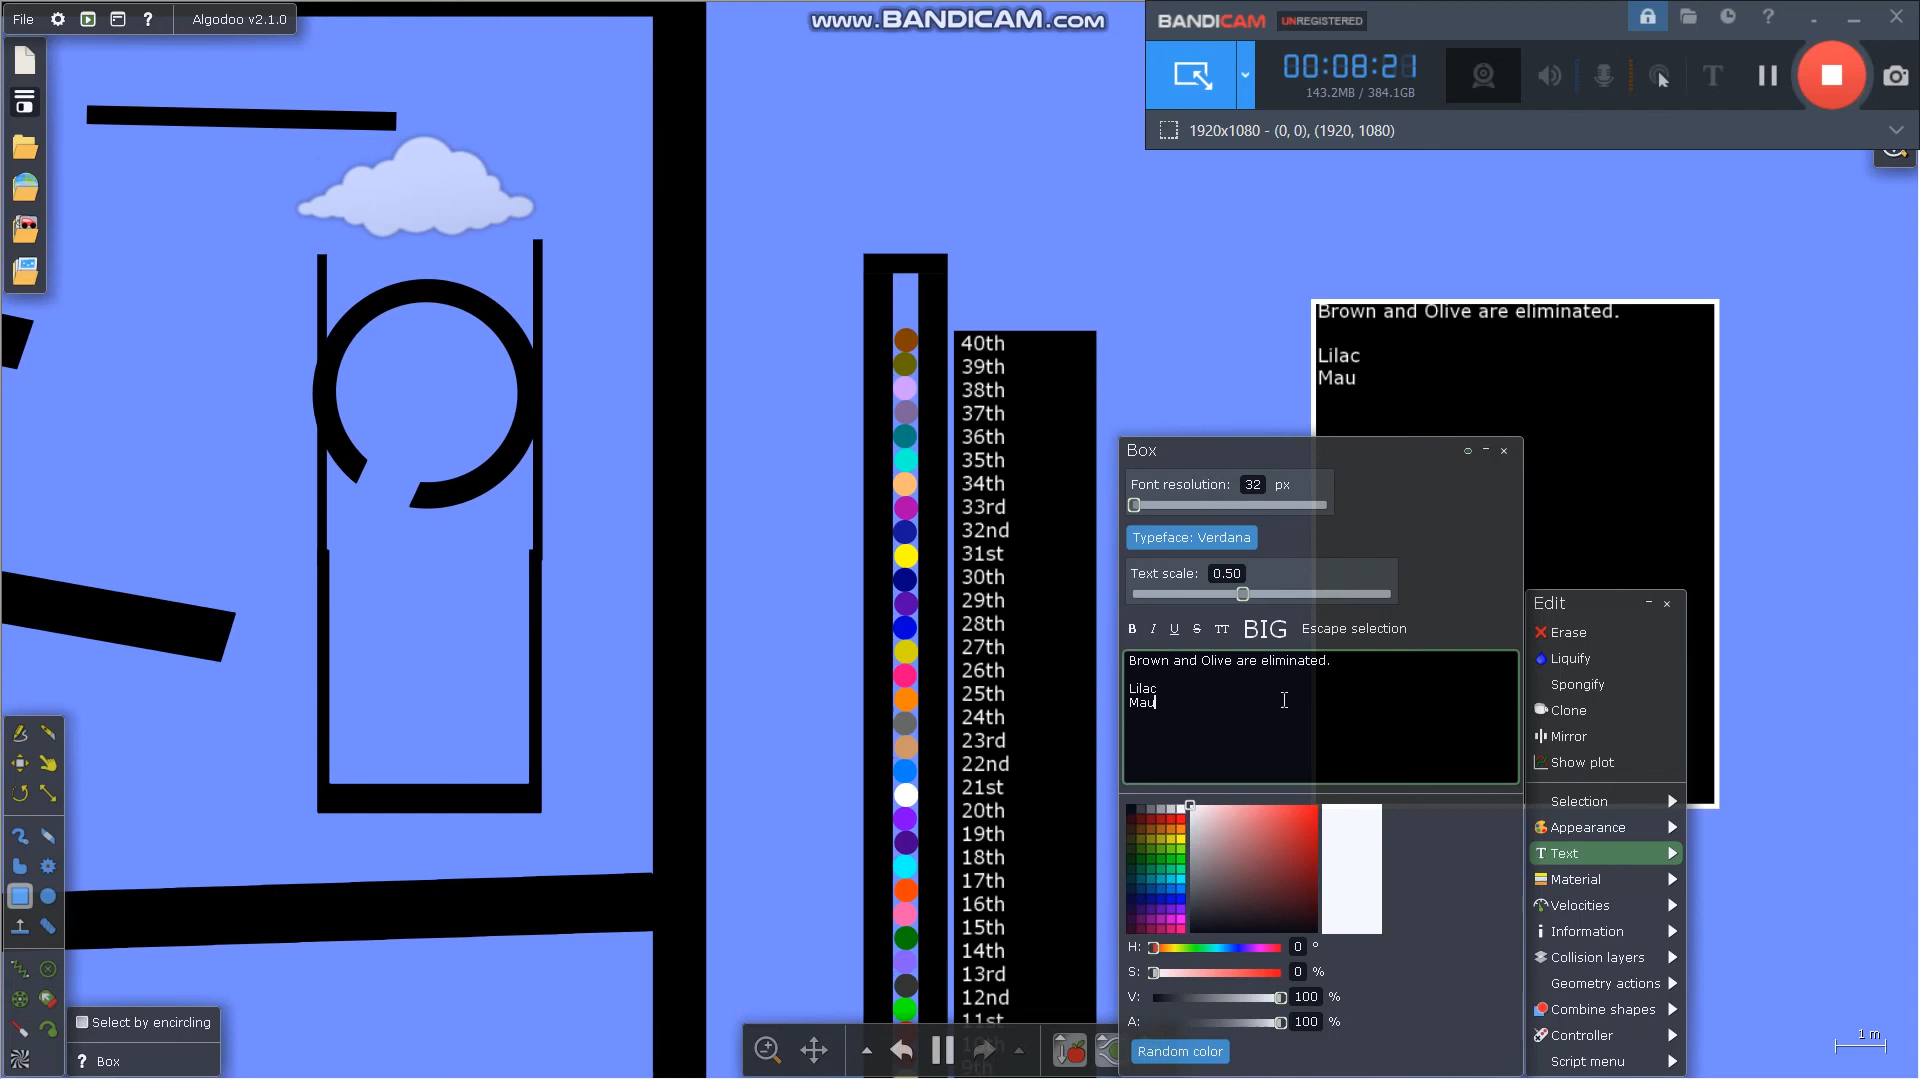 File
Algodoo v2.1.0
www.BANDICAM.com
BANDICAM UNREGISTERED
00:08:21
143.2MB / 384.1GB
1920x1080 - (0, 0), (1920, 1080)
40th
39th
38th
37th
36th
35th
34th
33rd
32nd
31st
30th
29th
28th
27th
26th
25th
24th
23rd
22nd
21st
20th
19th
18th
17th
16th
15th
14th
13rd
12nd
11st
10th
9th
Brown and Olive are eliminated.
Lilac
Mau
Box
Font resolution: 32 px
Typeface: Verdana
Text scale: 0.50
B I U S TT BIG Escape selection
Brown and Olive are eliminated.
Lilac
Mau
H: 0 °
S: 0 %
V: 100 %
A: 100 %
Random color
Edit
Erase
Liquify
Spongify
Clone
Mirror
Show plot
Selection
Appearance
T Text
Material
Velocities
Information
Collision layers
Geometry actions
Combine shapes
Controller
Script menu
Select by encircling
? Box
1 m